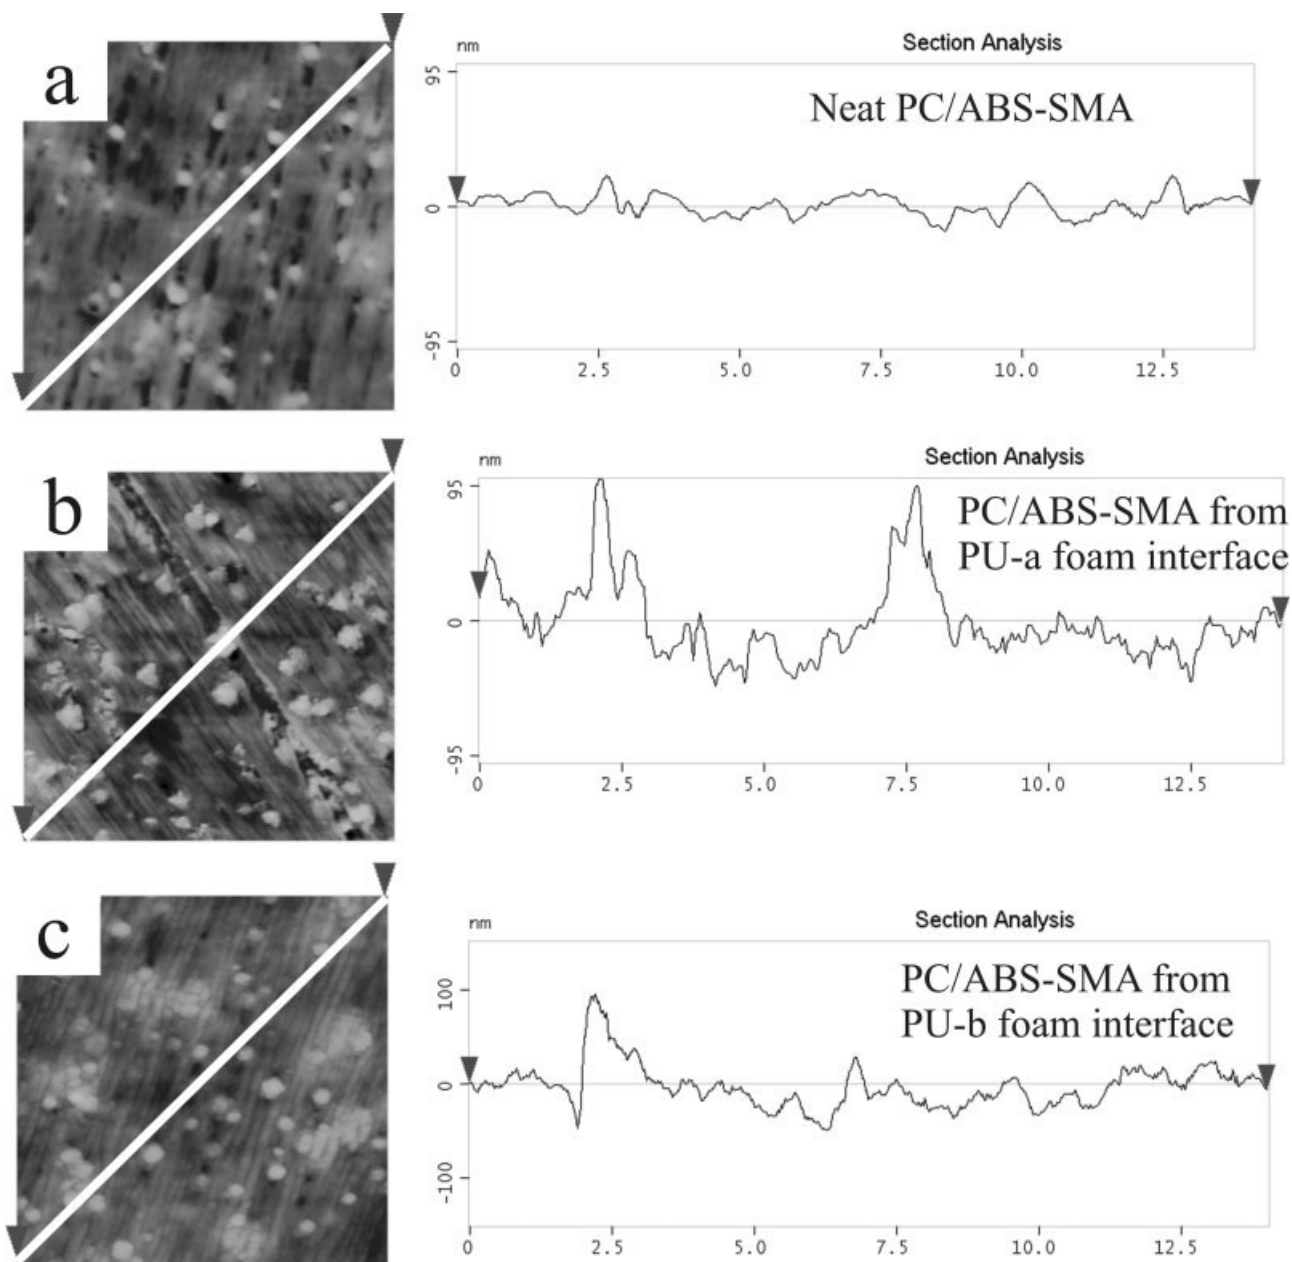 a
nm
Section Analysis
95
Neat PC/ABS-SMA
0
-95
0 2.5 5.0 7.5 10.0 12.5
b
nm
Section Analysis
95
PC/ABS-SMA from
PU-a foam interface
0
-95
0 2.5 5.0 7.5 10.0 12.5
c
nm
Section Analysis
PC/ABS-SMA from
100
PU-b foam interface
0
-100
0 2.5 5.0 7.5 10.0 12.5